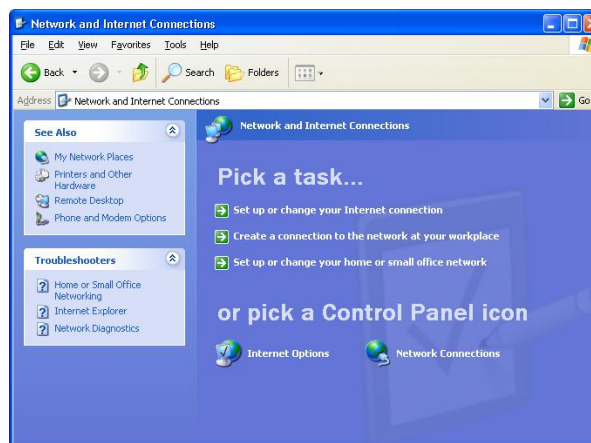 Network and Internet Connections
File Edit View Favorites Tools Help
Back Search Folders
Address Network and Internet Connections Go
See Also
My Network Places
Printers and Other
Hardware
Remote Desktop
Phone and Modem Options
Troubleshooters
Home or Small Office
Networking
Internet Explorer
Network Diagnostics
Network and Internet Connections
Pick a task...
Set up or change your Internet connection
Create a connection to the network at your workplace
Set up or change your home or small office network
or pick a Control Panel icon
Internet Options Network Connections